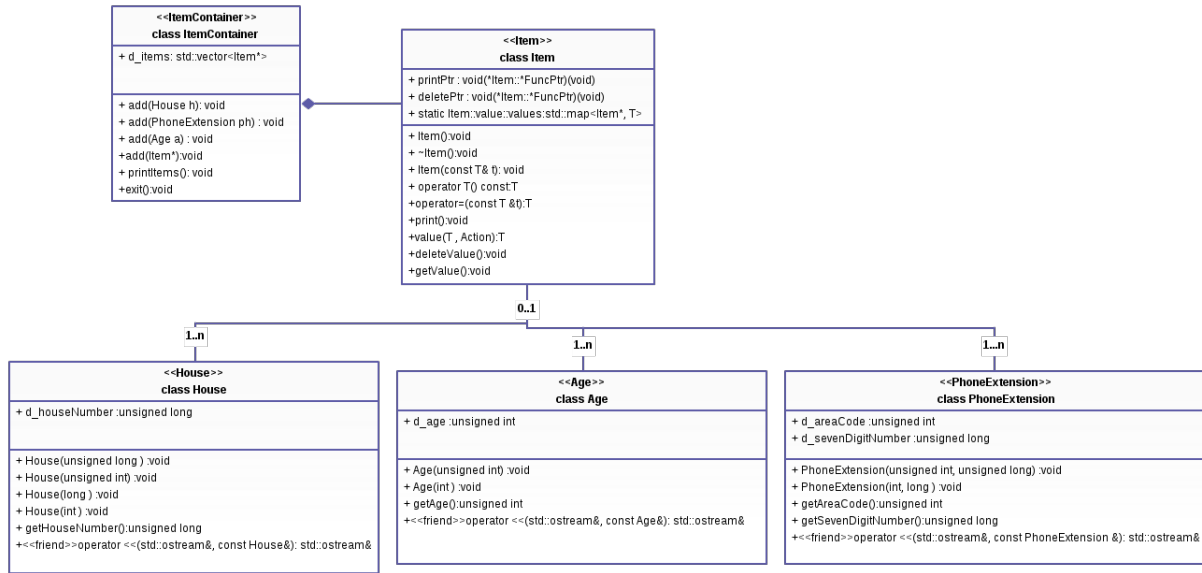 <<ItemContainer>>
class ItemContainer
+ d_items: std::vector<Item*>
+ add(House h): void
+ add(PhoneExtension ph) : void
+ add(Age a) : void
+add(Item*):void
+ printItems(): void
+exit():void
<<Item>>
class Item
+ printPtr : void(*Item::*FuncPtr)(void)
+ deletePtr : void(*Item::*FuncPtr)(void)
+ static Item::value::values:std::map<Item*, T>
+ Item():void
+ ~Item():void
+ Item(const T& t): void
+ operator T() const:T
+operator=(const T &t):T
+print():void
+value(T , Action):T
+deleteValue():void
+getValue():void
0..1
1..n
1..n
1...n
<<House>>
class House
+ d_houseNumber :unsigned long
+ House(unsigned long ) :void
+ House(unsigned int) :void
+ House(long ) :void
+ House(int ) :void
+ getHouseNumber():unsigned long
+<<friend>>operator <<(std::ostream&, const House&): std::ostream&
<<Age>>
class Age
+ d_age :unsigned int
+ Age(unsigned int) :void
+ Age(int ) : void
+ getAge():unsigned int
+<<friend>>operator <<(std::ostream&, const Age&): std::ostream&
<<PhoneExtension>>
class PhoneExtension
+ d_areaCode :unsigned int
+ d_sevenDigitNumber :unsigned long
+ PhoneExtension(unsigned int, unsigned long) :void
+ PhoneExtension(int, long ) : void
+ getAreaCode():unsigned int
+ getSevenDigitNumber():unsigned long
+<<friend>>operator <<(std::ostream&, const PhoneExtension &): std::ostream&